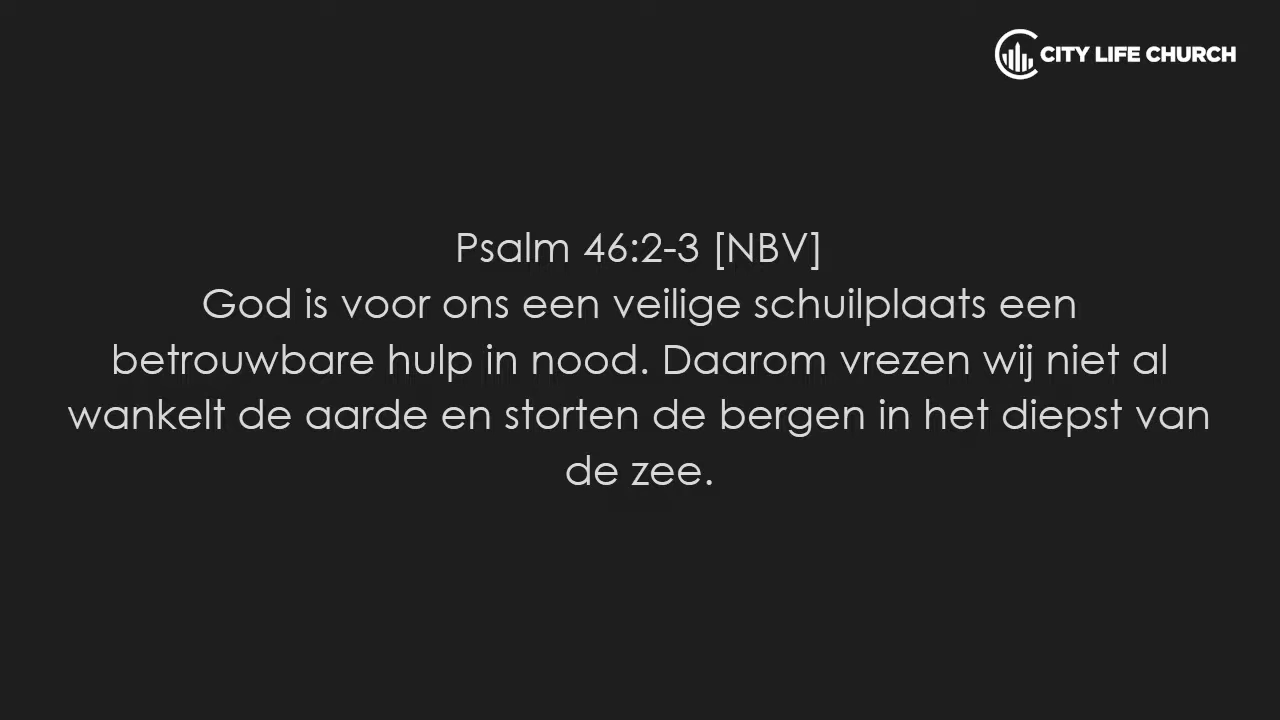 CITY LIFE CHURCH
Psalm 46:2-3 [NBV]
God is voor ons een veilige schuilplaats een
betrouwbare hulp in nood. Daarom vrezen wij niet al
wankelt de aarde en storten de bergen in het diepst van
de zee.